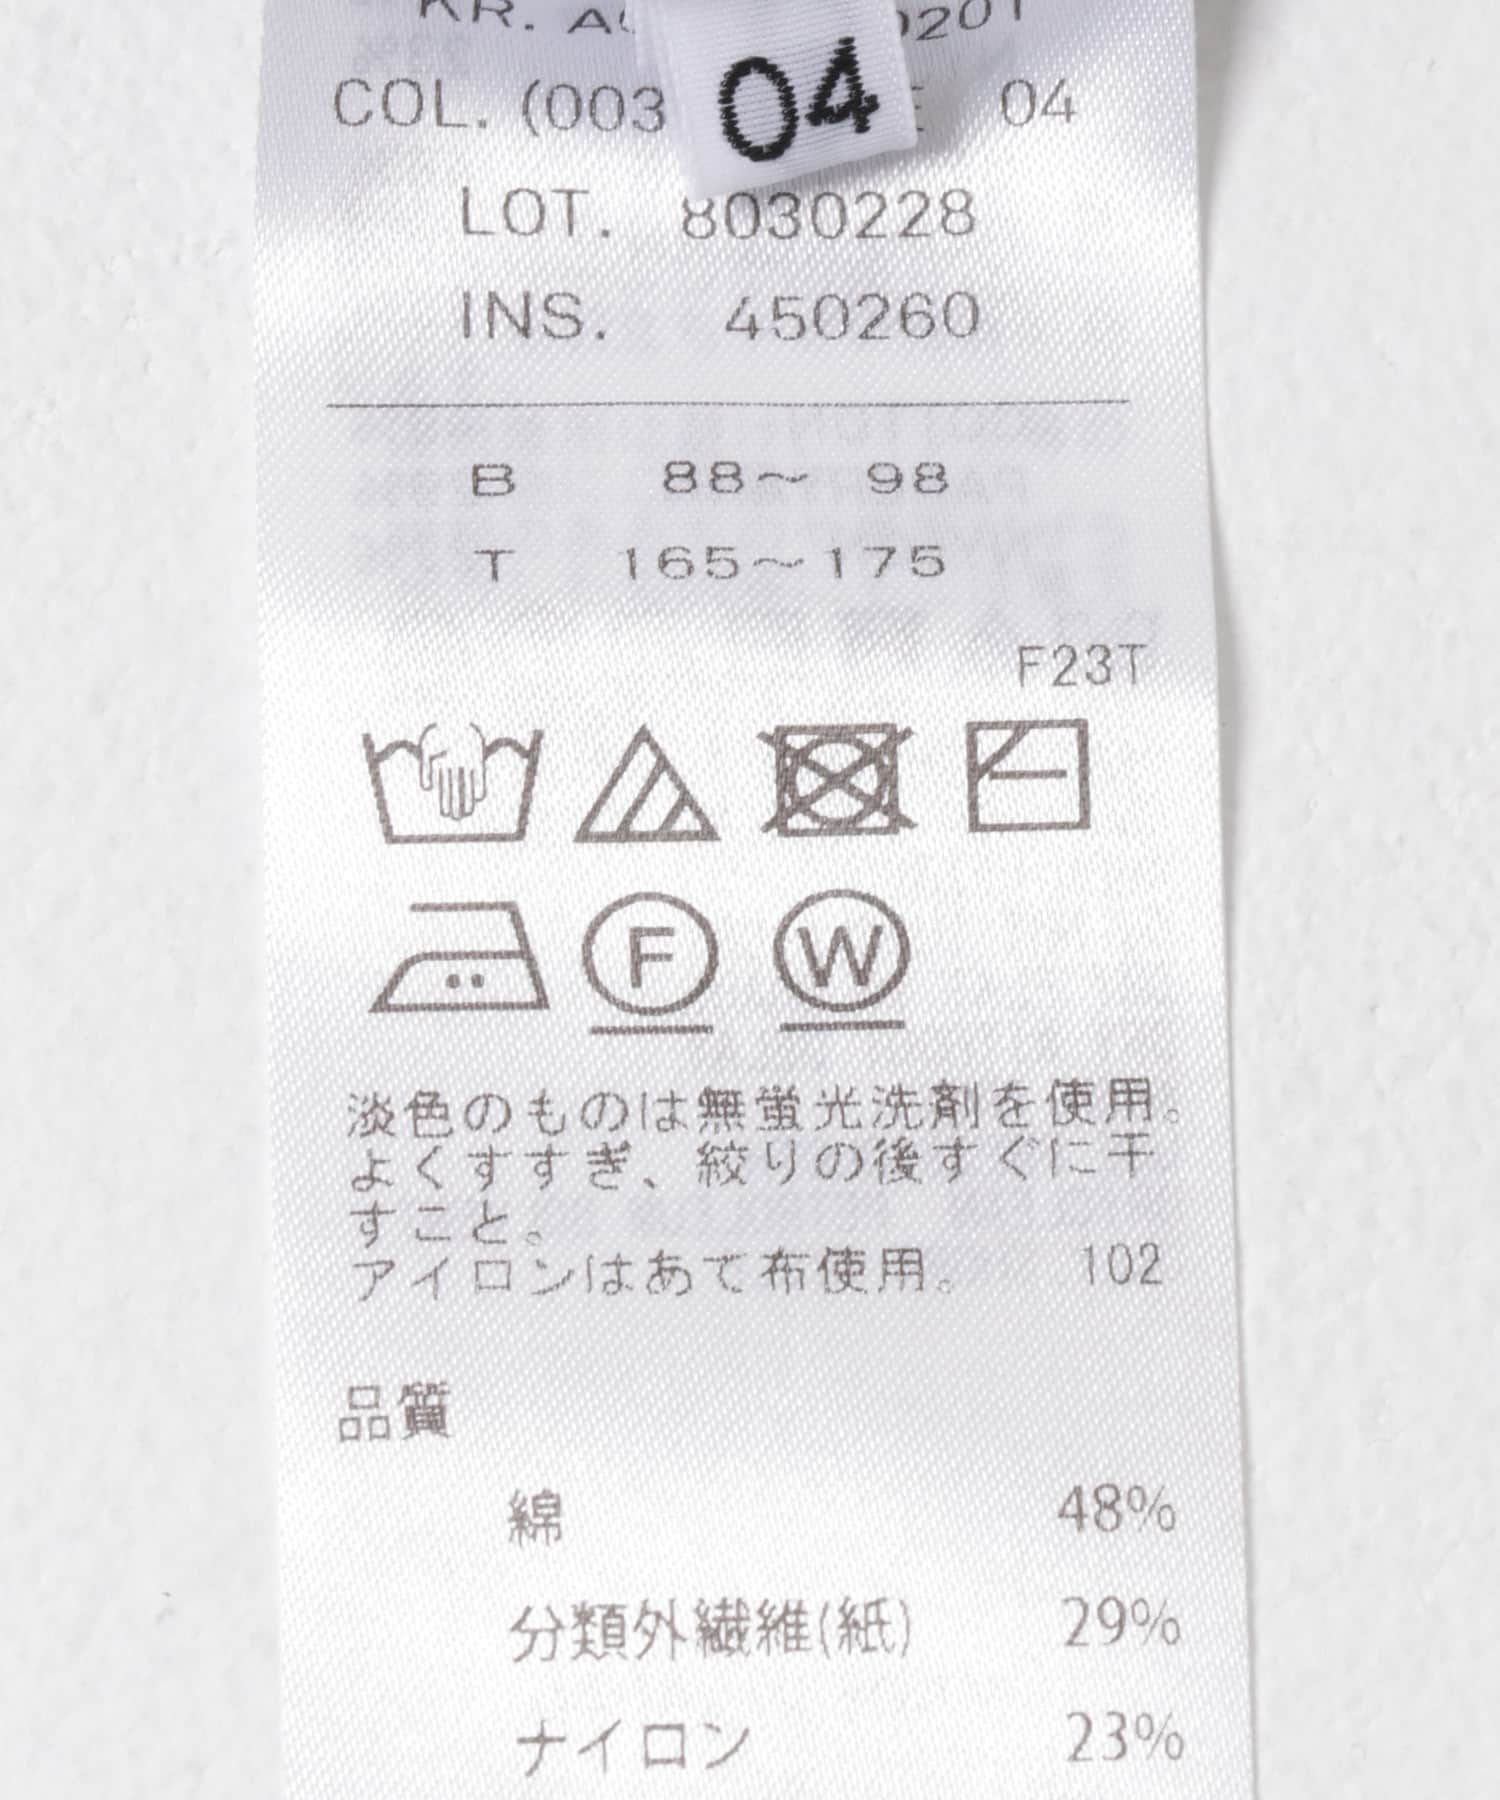 KR.
04
COL. (003 04
LOT. 8030228
INS. 450260
B 88～ 98
T 165～175
F23T
F W
淡色のものは無蛍光洗剤を使用。
よくすすぎ、絞りの後すぐに干
すこと。
アイロンはあて布使用。 102
品質
綿 48%
分類外繊維(紙) 29%
ナイロン 23%